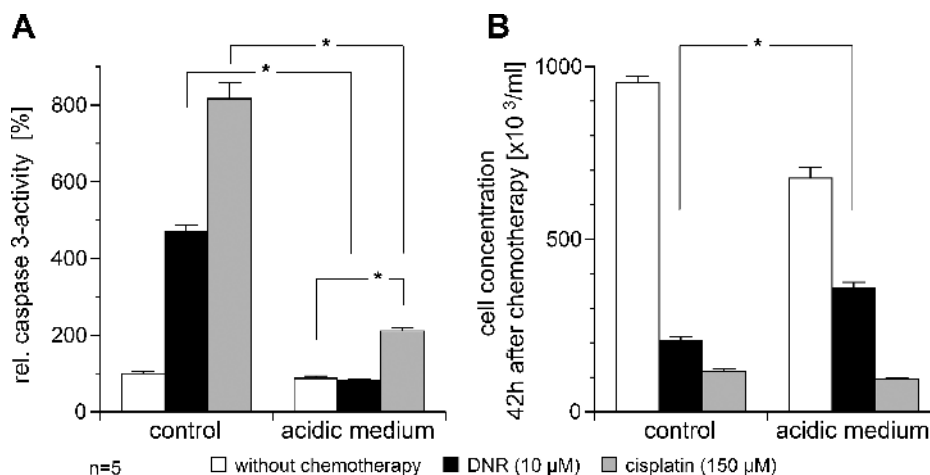 A
B
rel. caspase 3-activity [%]
800
600
400
200
0
*
*
*
control
acidic medium
cell concentration
42h after chemotherapy [x10 ³/ml]
1000
500
0
*
control
acidic medium
n=5
without chemotherapy
DNR (10 µM)
cisplatin (150 µM)